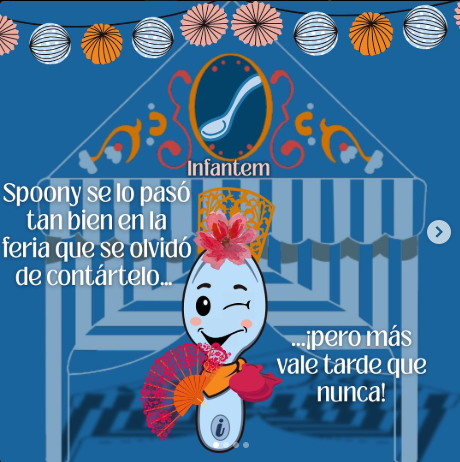 Infantem
Spoony se lo pasó
tan bien en la
feria que se olvidó
de contártelo...
...¡pero más
vale tarde que
nunca!
i